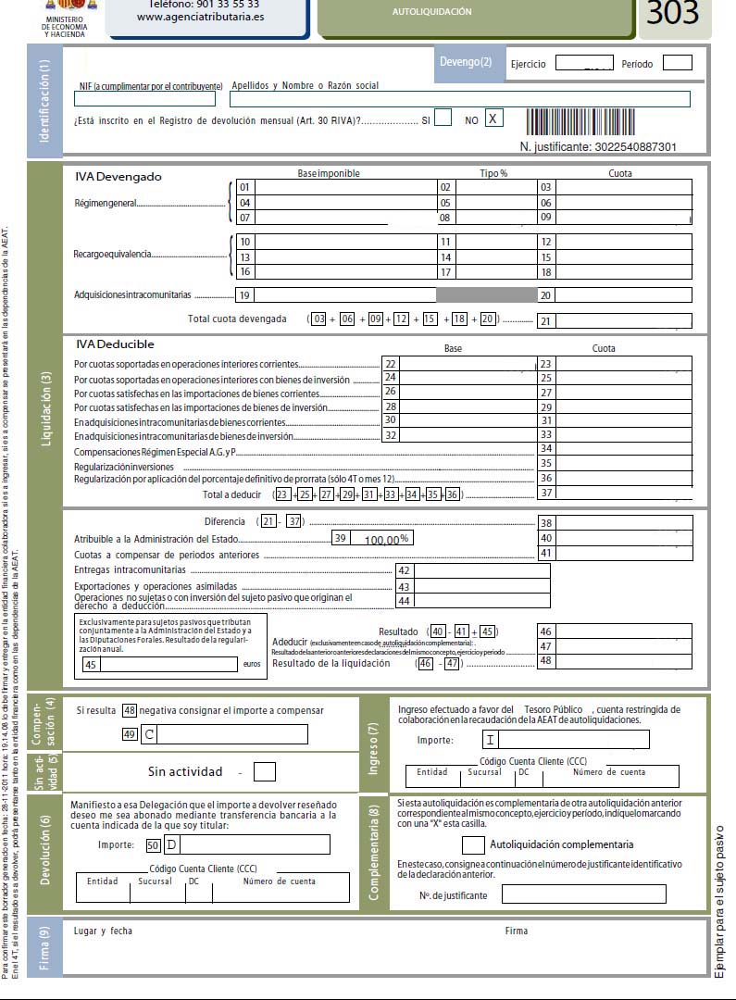 MINISTERIO
DE ECONOMIA
Y HACIENDA
Teléfono: 901 33 55 33
www.agenciatributaria.es
AUTOLIQUIDACIÓN
303
Identificación (1)
Devengo (2)
Ejercicio
Período
NIF (a cumplimentar por el contribuyente)
Apellidos y Nombre o Razón social
¿Está inscrito en el Registro de devolución mensual (Art. 30 RIVA)?.................... SI NO X
N. justificante: 3022540887301
Liquidación (3)
IVA Devengado
Base imponible Tipo % Cuota
Régimen general
01 02 03
04 05 06
07 08 09
Recargo equivalencia
10 11 12
13 14 15
16 17 18
Adquisiciones intracomunitarias 19 20
Total cuota devengada ( 03 + 06 + 09 + 12 + 15 + 18 + 20 ) 21
IVA Deducible
Base Cuota
Por cuotas soportadas en operaciones interiores corrientes 22 23
Por cuotas soportadas en operaciones interiores con bienes de inversión 24 25
Por cuotas satisfechas en las importaciones de bienes corrientes 26 27
Por cuotas satisfechas en las importaciones de bienes de inversión 28 29
En adquisiciones intracomunitarias de bienes corrientes 30 31
En adquisiciones intracomunitarias de bienes de inversión 32 33
Compensaciones Régimen Especial A.G. y P. 34
Regularización inversiones 35
Regularización por aplicación del porcentaje definitivo de prorrata (sólo 4T o mes 12) 36
Total a deducir ( 23 + 25 + 27 + 29 + 31 + 33 + 34 + 35 + 36 ) 37
Diferencia ( 21 - 37 ) 38
Atribuible a la Administración del Estado 39 100,00 % 40
Cuotas a compensar de periodos anteriores 41
Entregas intracomunitarias 42
Exportaciones y operaciones asimiladas 43
Operaciones no sujetas o con inversión del sujeto pasivo que originan el
derecho a deducción 44
Exclusivamente para sujetos pasivos que tributan
conjuntamente a la Administración del Estado y a
las Diputaciones Forales. Resultado de la regulari-
zación anual.
45 euros
Resultado ( 40 - 41 + 45 ) 46
A deducir (exclusivamente en caso de autoliquidación complementaria): 47
Resultado de la anterior o anteriores declaraciones del mismo concepto, ejercicio y periodo
Resultado de la liquidación ( 46 - 47 ) 48
Compen-
sación (4)
Si resulta 48 negativa consignar el importe a compensar
49 C
Sin acti-
vidad (5)
Sin actividad -
Devolución (6)
Manifiesto a esa Delegación que el importe a devolver reseñado
deseo me sea abonado mediante transferencia bancaria a la
cuenta indicada de la que soy titular:
Importe: 50 D
Código Cuenta Cliente (CCC)
Entidad Sucursal DC Número de cuenta
Ingreso (7)
Ingreso efectuado a favor del Tesoro Público , cuenta restringida de
colaboración en la recaudación de la AEAT de autoliquidaciones.
Importe: I
Código Cuenta Cliente (CCC)
Entidad Sucursal DC Número de cuenta
Complementaria (8)
Si esta autoliquidación es complementaria de otra autoliquidación anterior
correspondiente al mismo concepto, ejercicio y período, indíquelo marcando
con una "X" esta casilla.
Autoliquidación complementaria
En este caso, consigne a continuación el número de justificante identificativo
de la declaración anterior.
Nº. de justificante
Firma (9)
Lugar y fecha
Firma
Para confirmar este borrador generado en fecha: 28-11-2011 hora: 19.14.08 lo debe firmar y entregar en la entidad financiera colaboradora si es a ingresar, si es a compensar se presentará en las dependencias de la AEAT.
En el 4T, si el resultado es a devolver, podrá presentarse tanto en la entidad financiera como en las dependencias de la AEAT.
Ejemplar para el sujeto pasivo